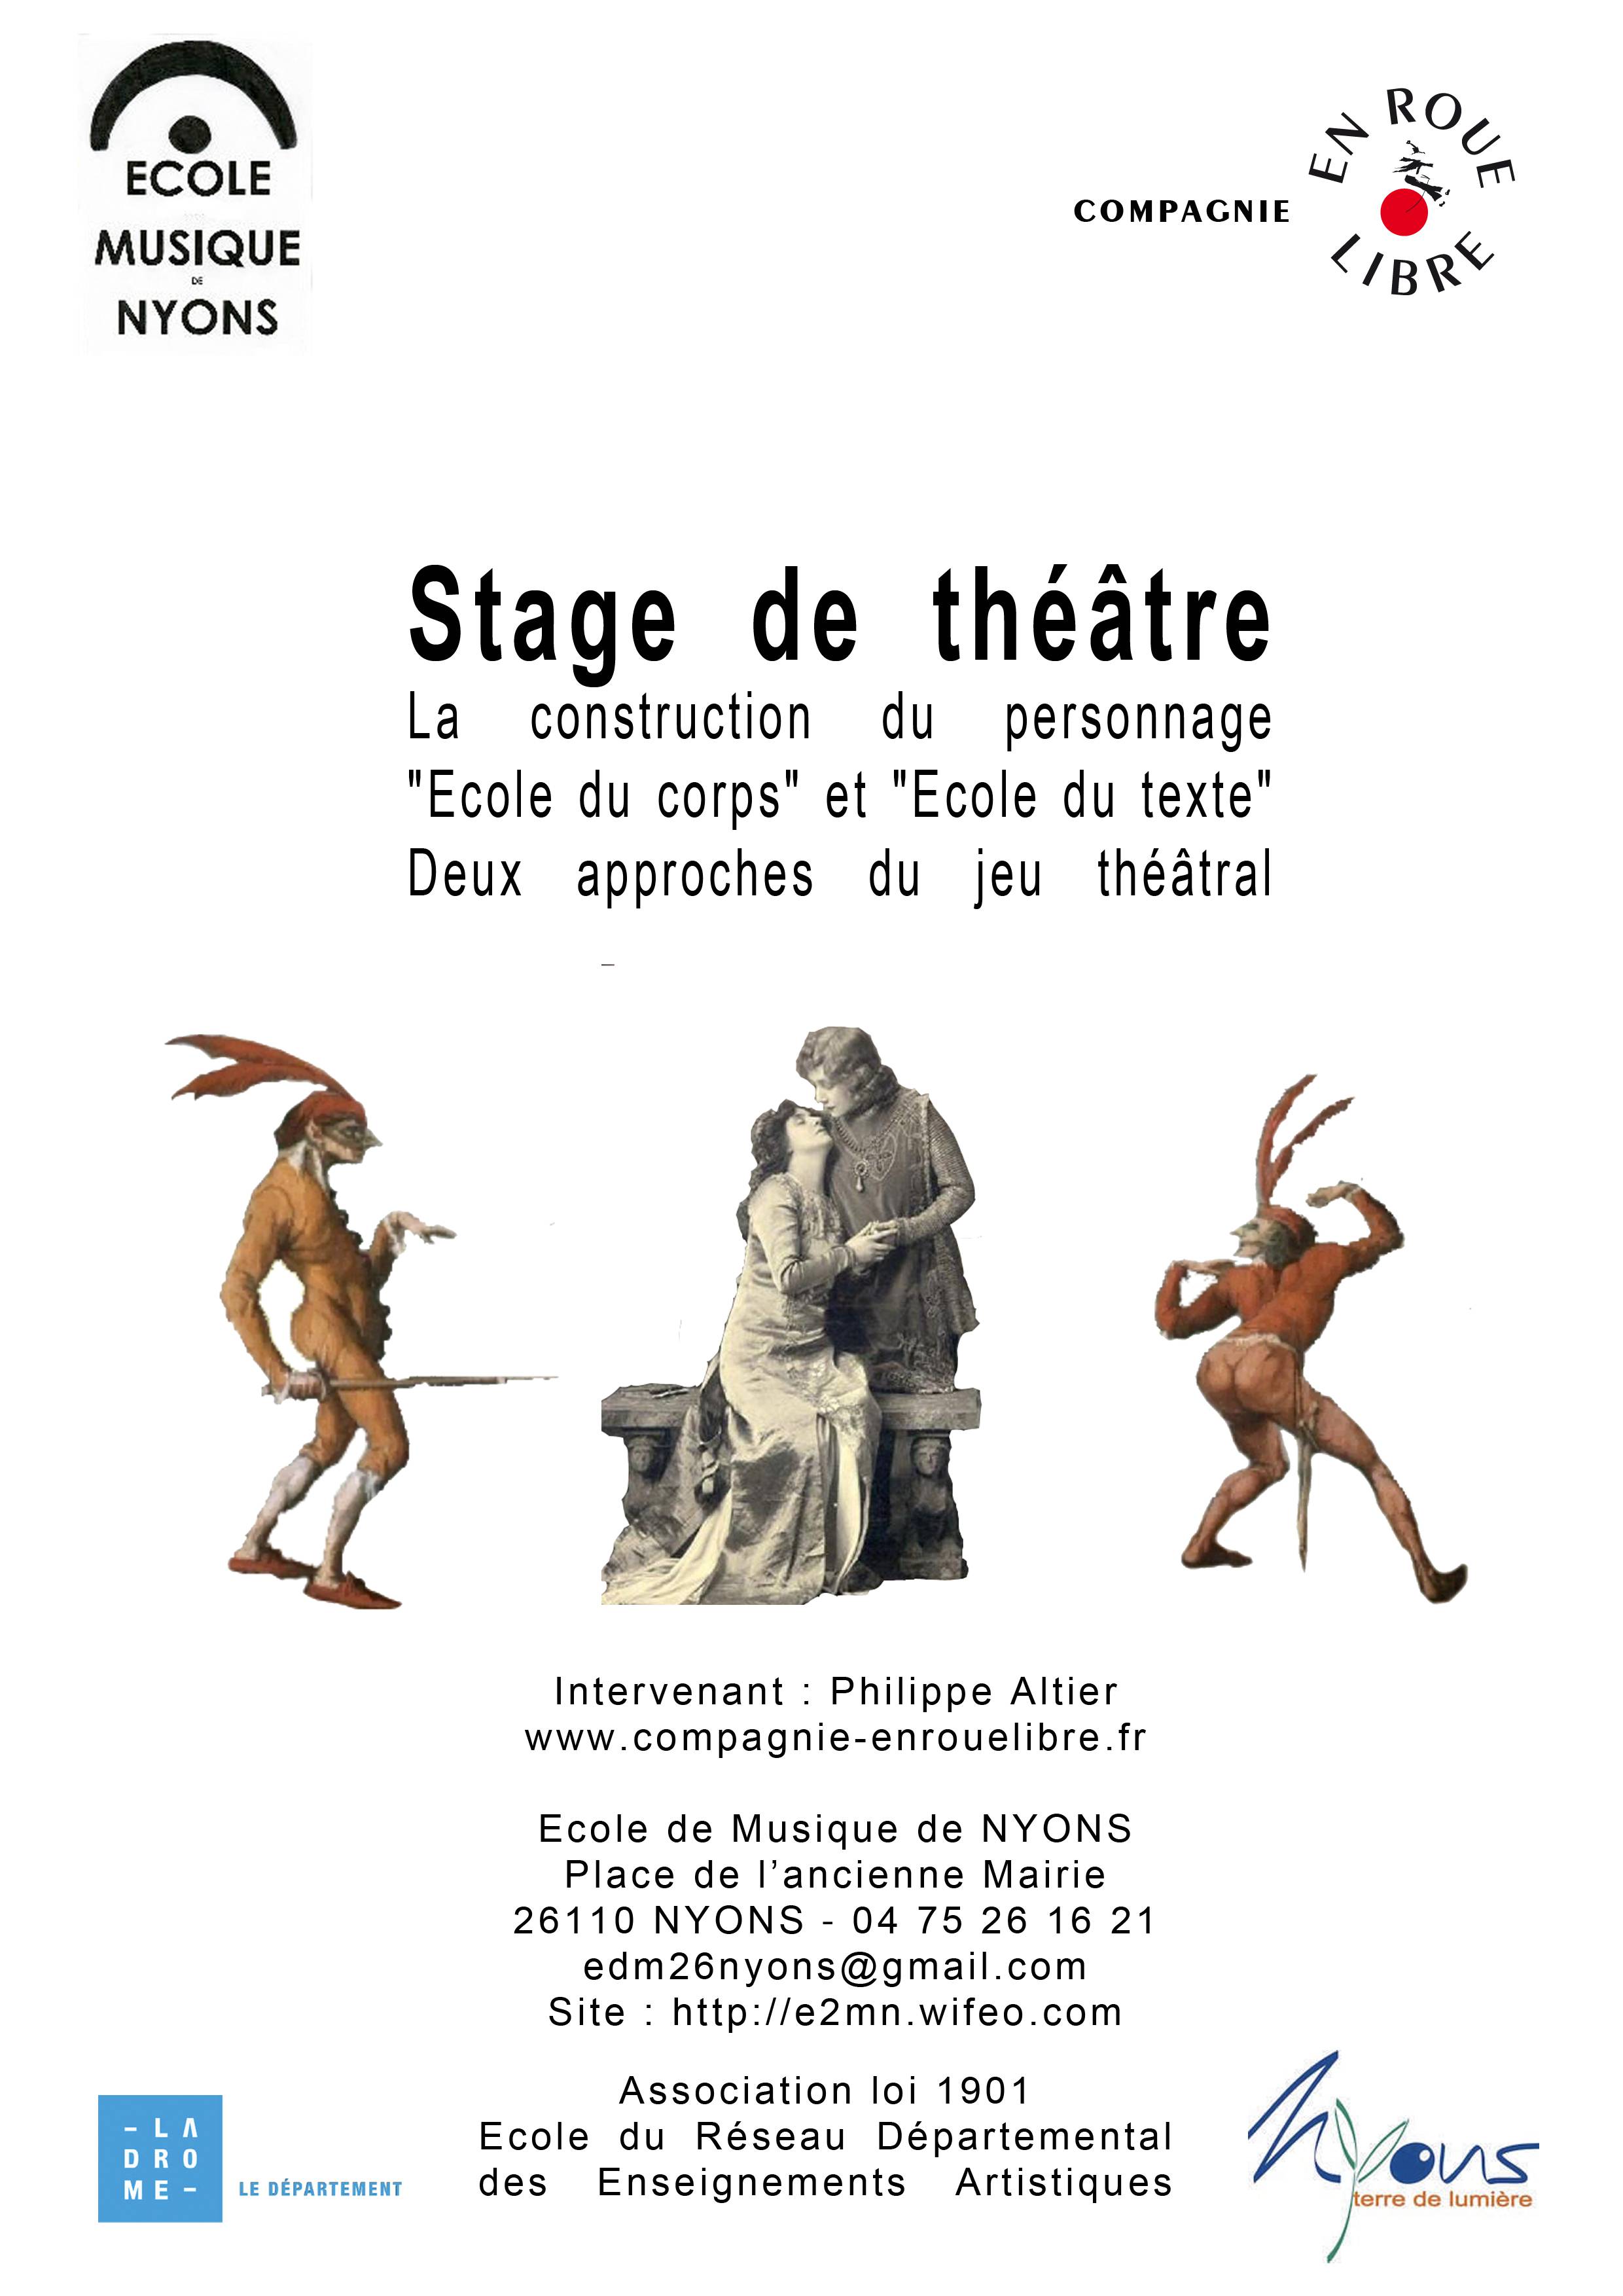 ECOLE
MUSIQUE
DE
NYONS
COMPAGNIE
EN ROUE
LIBRE
Stage de théâtre
La construction du personnage
"Ecole du corps" et "Ecole du texte"
Deux approches du jeu théâtral
Intervenant : Philippe Altier
www.compagnie-enrouelibre.fr
Ecole de Musique de NYONS
Place de l’ancienne Mairie
26110 NYONS - 04 75 26 16 21
edm26nyons@gmail.com
Site : http://e2mn.wifeo.com
Association loi 1901
Ecole du Réseau Départemental
des Enseignements Artistiques
– LA
DRO
ME –
LE DÉPARTEMENT
nyons
terre de lumière